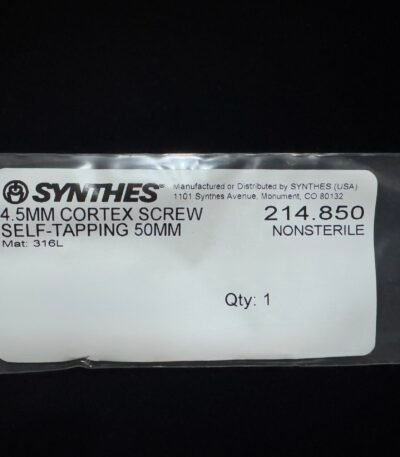 SYNTHES® Manufactured or Distributed by SYNTHES (USA)
1101 Synthes Avenue, Monument, CO 80132
4.5MM CORTEX SCREW 214.850
SELF-TAPPING 50MM NONSTERILE
Mat: 316L
Qty: 1